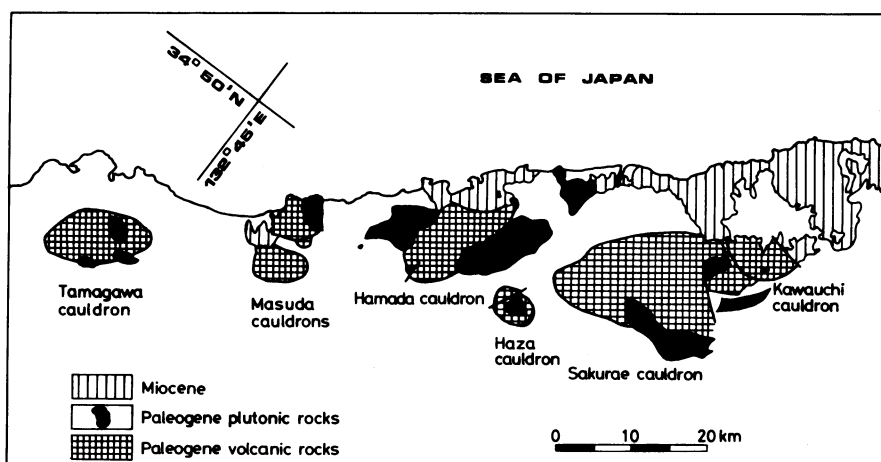 SEA OF JAPAN
34° 50'N
132° 45'E
Tamagawa
cauldron
Masuda
cauldrons
Hamada cauldron
Haza
cauldron
Kawauchi
cauldron
Sakurae cauldron
Miocene
Paleogene plutonic rocks
Paleogene volcanic rocks
0 10 20 km